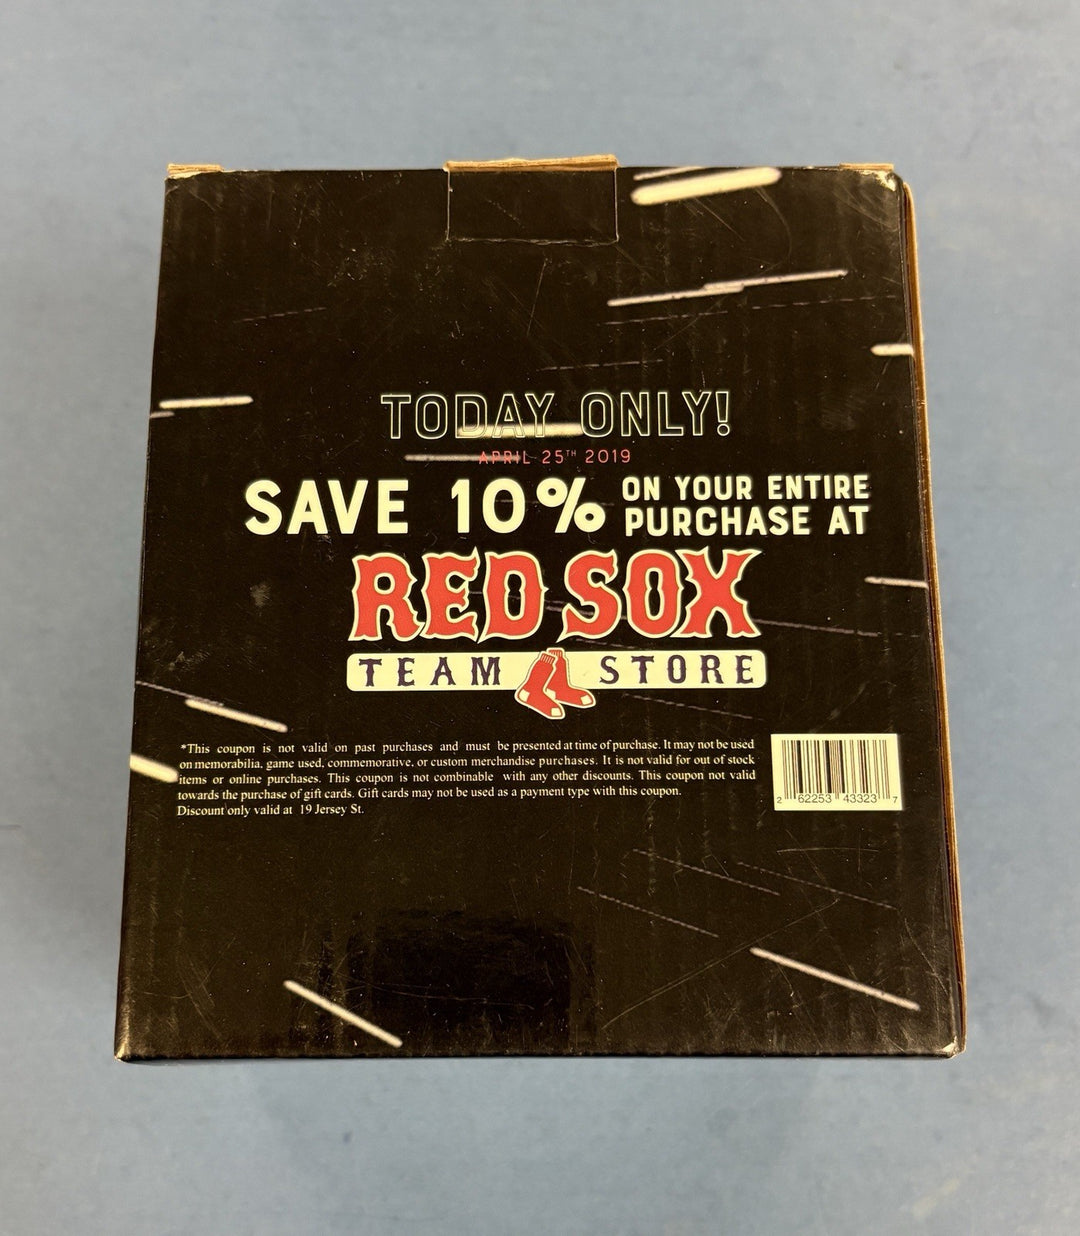 TODAY ONLY!
APRIL 25TH 2019
SAVE 10% ON YOUR ENTIRE
PURCHASE AT
RED SOX
TEAM STORE
*This coupon is not valid on past purchases and must be presented at time of purchase. It may not be used
on memorabilia, game used, commemorative, or custom merchandise purchases. It is not valid for out of stock
items or online purchases. This coupon is not combinable with any other discounts. This coupon not valid
towards the purchase of gift cards. Gift cards may not be used as a payment type with this coupon.
Discount only valid at 19 Jersey St.
2 62253 43323 7